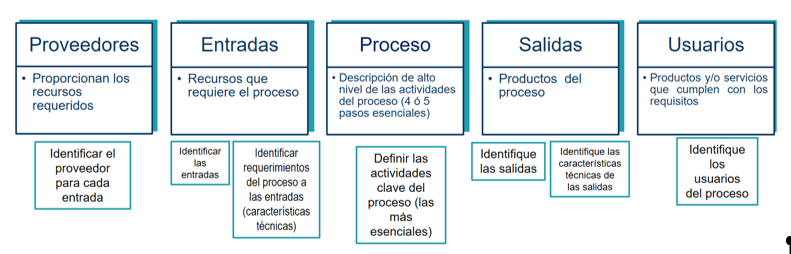 Proveedores
• Proporcionan los
recursos
requeridos
Identificar el
proveedor
para cada
entrada
Entradas
• Recursos que
requiere el proceso
Identificar
las
entradas
Identificar
requerimientos
del proceso a
las entradas
(características
técnicas)
Proceso
• Descripción de alto
nivel de las actividades
del proceso (4 ó 5
pasos esenciales)
Definir las
actividades
clave del
proceso (las
más
esenciales)
Salidas
• Productos del
proceso
Identifique
las salidas
Identifique las
características
técnicas de
las salidas
Usuarios
• Productos y/o servicios
que cumplen con los
requisitos
Identifique
los
usuarios
del proceso